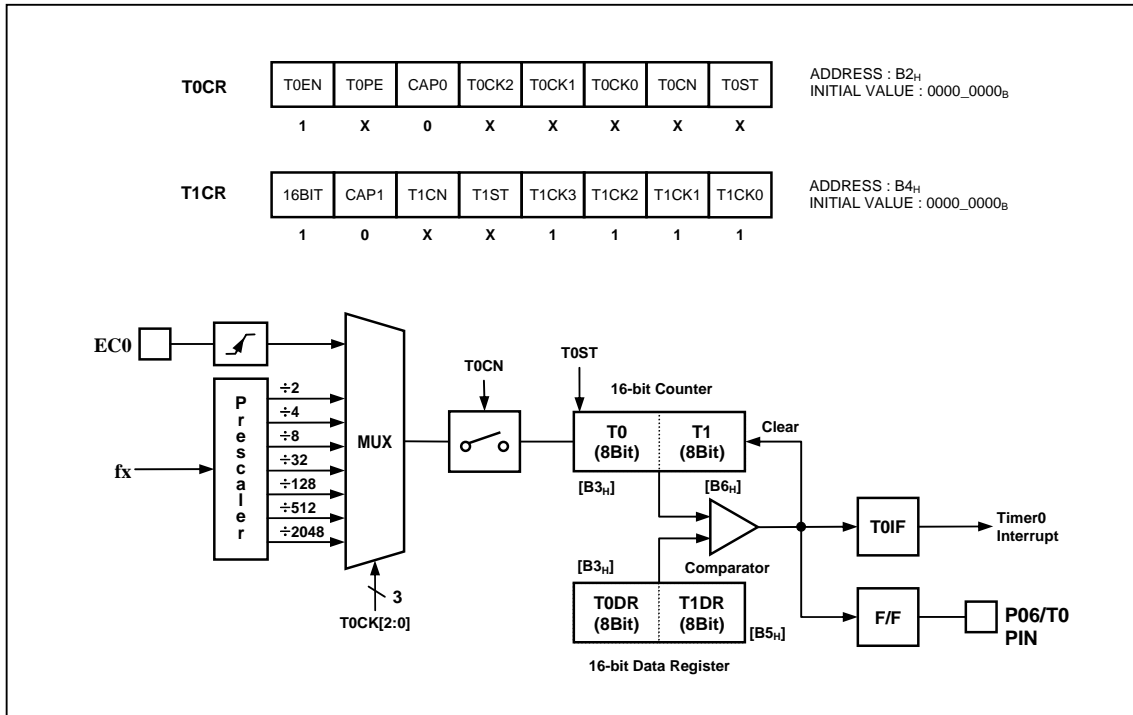 T0CR T0EN T0PE CAP0 T0CK2 T0CK1 T0CK0 T0CN T0ST
ADDRESS : B2H
INITIAL VALUE : 0000_0000B
1 X 0 X X X X X
T1CR 16BIT CAP1 T1CN T1ST T1CK3 T1CK2 T1CK1 T1CK0
ADDRESS : B4H
INITIAL VALUE : 0000_0000B
1 0 X X 1 1 1 1
EC0
fx
Prescaler
÷2
÷4
÷8
÷32
÷128
÷512
÷2048
MUX
3
T0CK[2:0]
T0CN
T0ST
16-bit Counter
T0
(8Bit)
T1
(8Bit)
Clear
[B3H]
[B6H]
Comparator
[B3H]
T0DR
(8Bit)
T1DR
(8Bit)
[B5H]
16-bit Data Register
T0IF
Timer0
Interrupt
F/F
P06/T0
PIN